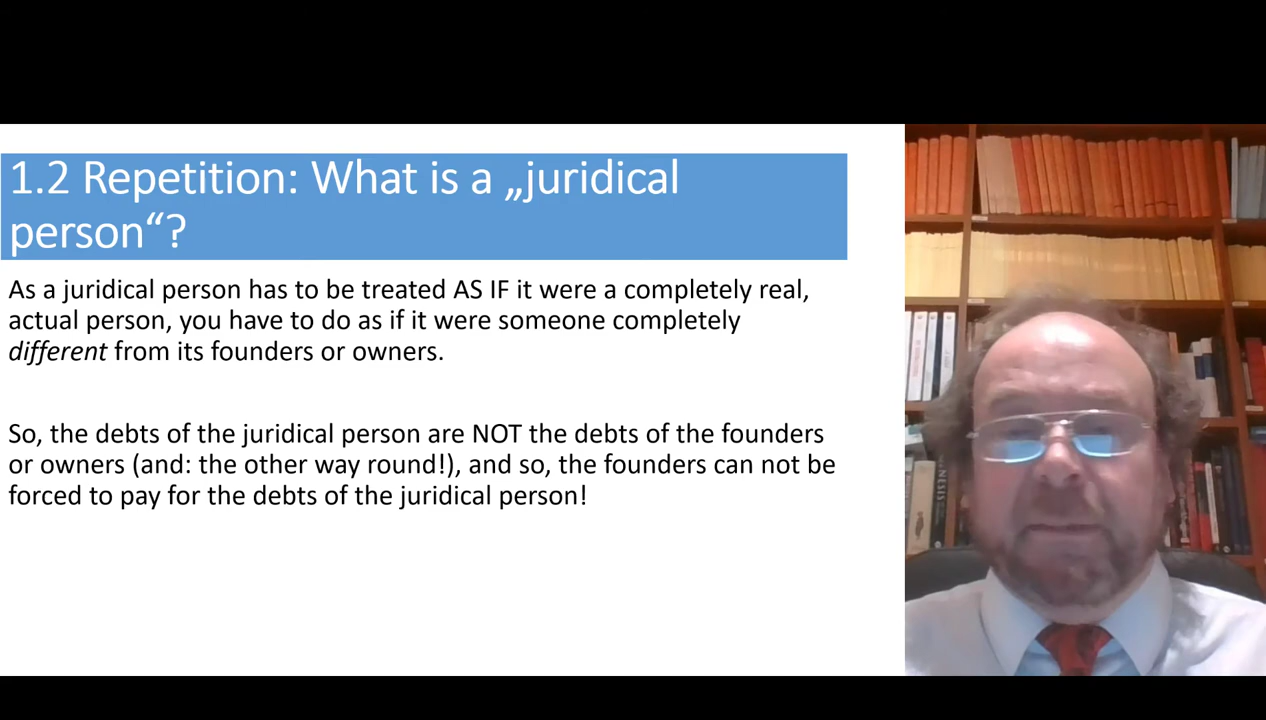 1.2 Repetition: What is a „juridical
person“?
As a juridical person has to be treated AS IF it were a completely real,
actual person, you have to do as if it were someone completely
different from its founders or owners.
So, the debts of the juridical person are NOT the debts of the founders
or owners (and: the other way round!), and so, the founders can not be
forced to pay for the debts of the juridical person!